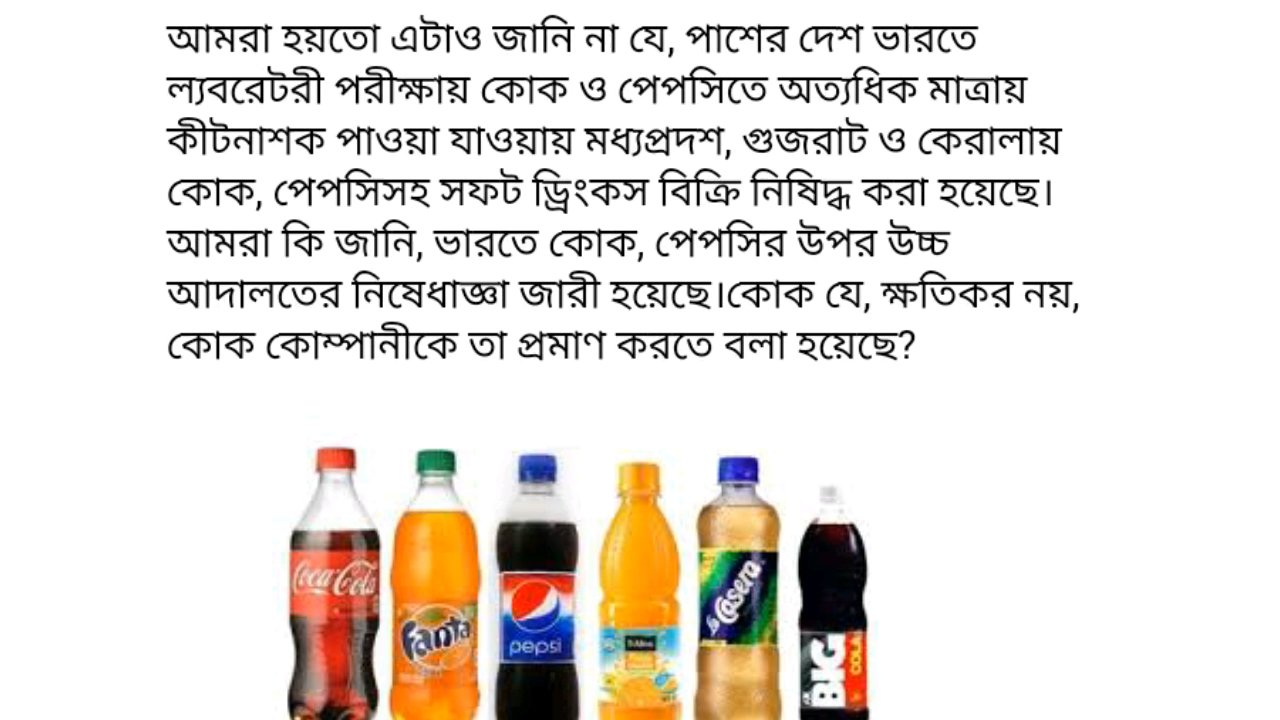 আমরা হয়তো এটাও জানি না যে, পাশের দেশ ভারতে
ল্যবরেটরী পরীক্ষায় কোক ও পেপসিতে অত্যধিক মাত্রায়
কীটনাশক পাওয়া যাওয়ায় মধ্যপ্রদশ, গুজরাট ও কেরালায়
কোক, পেপসিসহ সফট ড্রিংকস বিক্রি নিষিদ্ধ করা হয়েছে।
আমরা কি জানি, ভারতে কোক, পেপসির উপর উচ্চ
আদালতের নিষেধাজ্ঞা জারী হয়েছে।কোক যে, ক্ষতিকর নয়,
কোক কোম্পানীকে তা প্রমাণ করতে বলা হয়েছে?
Coca-Cola
Fanta
pepsi
la Casera
BIG
COLA